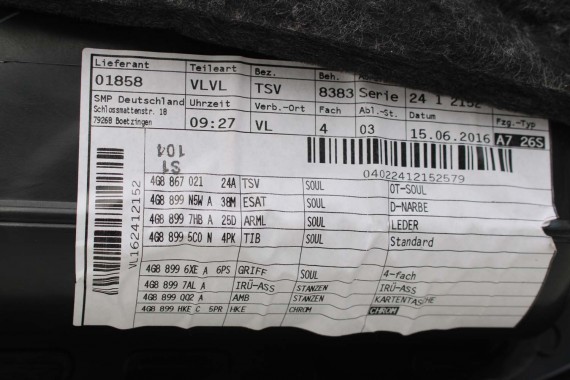 Lieferant Teileart Bez. Beh.
01858 VLVL TSV 8383 Serie 24 1 2152
SMP Deutschland Uhrzeit Verb.-Ort Fach Abl.-St. Datum Fzg.-Typ
Schlossmattenstr. 18
79268 Boetzingen 09:27 VL 4 03 15.06.2016 A7 26S
S1
104
04022412152579
VL162412152
4G8 867 021 24A TSV SOUL OT-SOUL
4G8 899 N5W A 38M ESAT SOUL D-NARBE
4G8 899 7HB A 25D ARML SOUL LEDER
4G8 899 5C0 N 4PK TIB SOUL Standard
4G8 899 6XE A 6PS GRIFF SOUL 4-fach
4G8 899 7AL A IRÜ-ASS STANZEN IRÜ-ASS
4G8 899 QQ2 A AMB STANZEN KARTENTASCHE
4G8 899 HKE C 5PR HKE CHROM CHROM